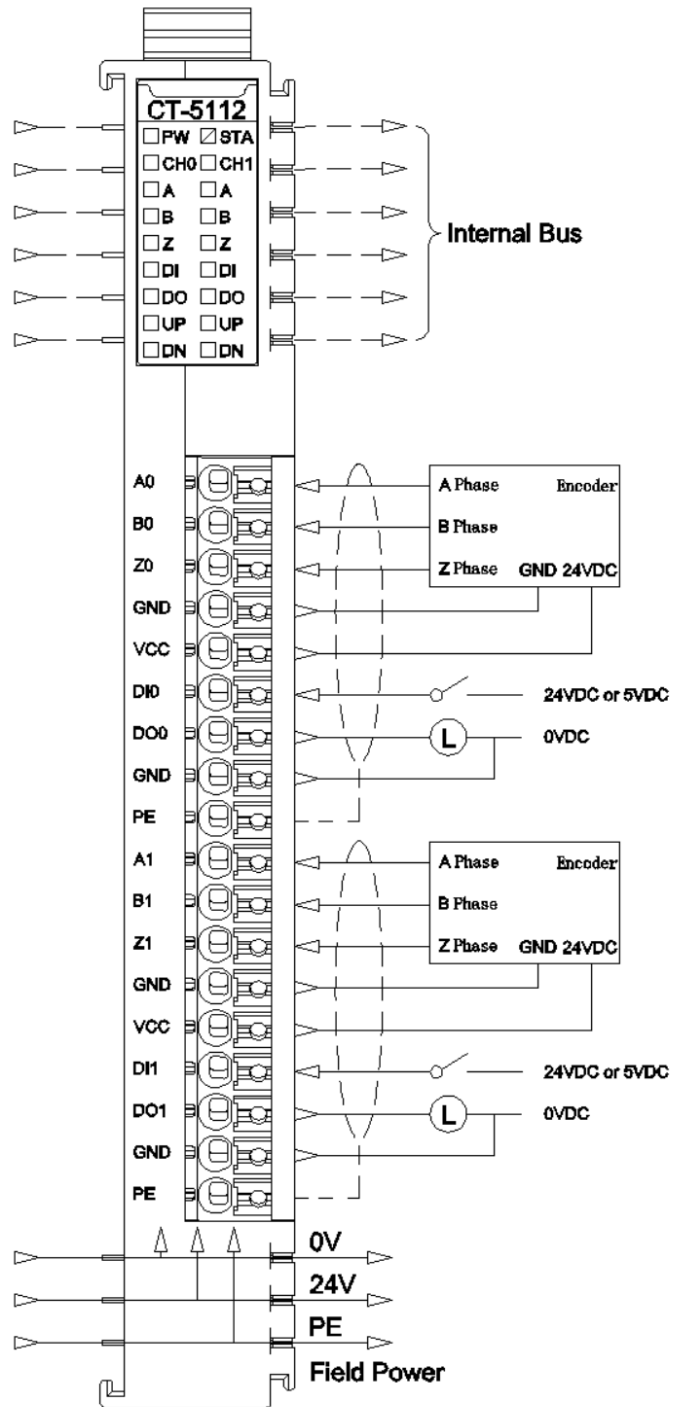 CT-5112
PW STA
CH0 CH1
A A
B B
Z Z
DI DI
DO DO
UP UP
DN DN
Internal Bus
A0
B0
Z0
GND
VCC
DI0
DO0
GND
PE
A Phase Encoder
B Phase
Z Phase GND 24VDC
24VDC or 5VDC
L 0VDC
A1
B1
Z1
GND
VCC
DI1
DO1
GND
PE
A Phase Encoder
B Phase
Z Phase GND 24VDC
24VDC or 5VDC
L 0VDC
0V
24V
PE
Field Power